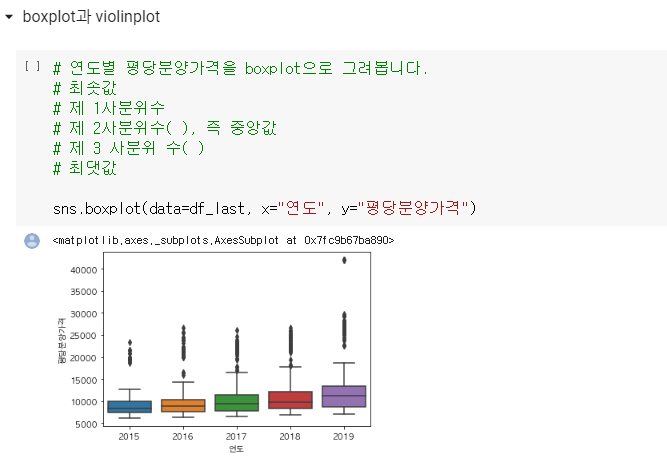 boxplot과 violinplot
[ ] # 연도별 평당분양가격을 boxplot으로 그려봅니다.
# 최솟값
# 제 1사분위수
# 제 2사분위수( ), 즉 중앙값
# 제 3 사분위 수( )
# 최댓값
sns.boxplot(data=df_last, x="연도", y="평당분양가격")
<matplotlib.axes._subplots.AxesSubplot at 0x7fc9b67ba890>
평당분양가격
40000
35000
30000
25000
20000
15000
10000
5000
2015 2016 2017 2018 2019
연도